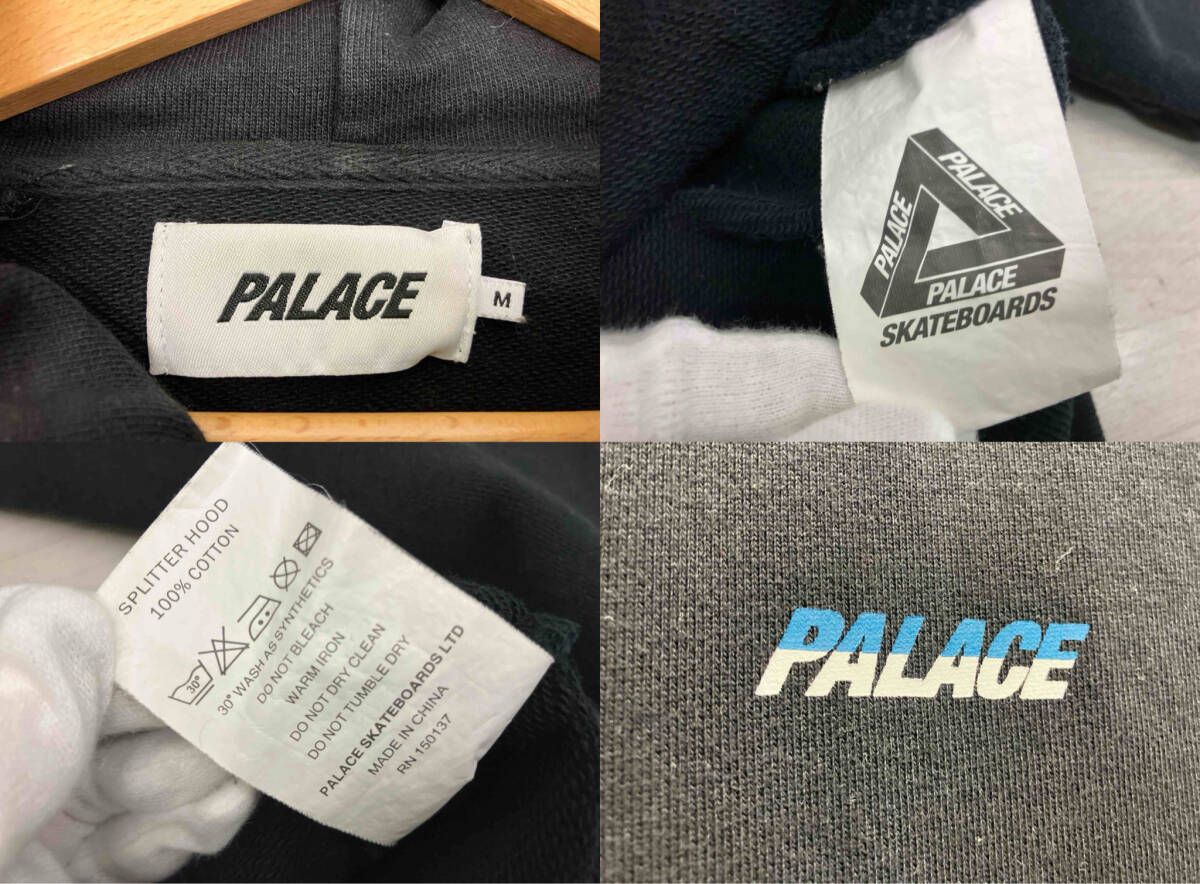 PALACE
M
PALACE
PALACE
PALACE
SKATEBOARDS
SPLITTER HOOD
100% COTTON
30°
30° WASH AS SYNTHETICS
DO NOT BLEACH
WARM IRON
DO NOT DRY CLEAN
DO NOT TUMBLE DRY
PALACE SKATEBOARDS LTD
MADE IN CHINA
RN 150137
PALACE